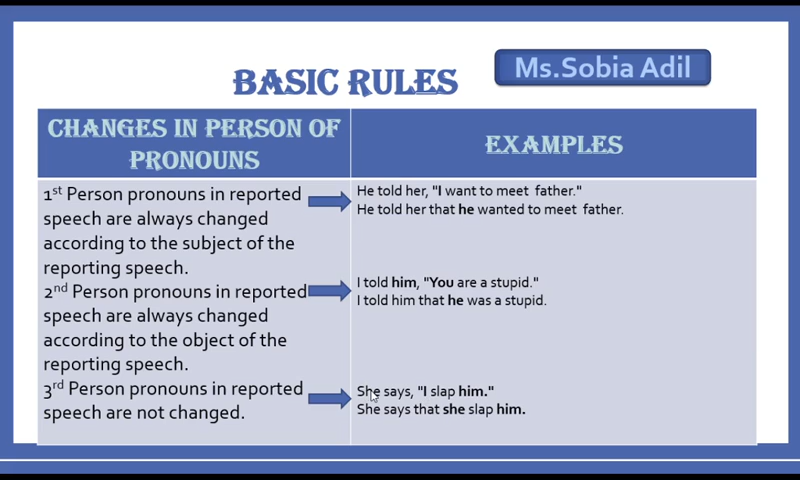 Ms.Sobia Adil
BASIC RULES
CHANGES IN PERSON OF
PRONOUNS
EXAMPLES
1st Person pronouns in reported
speech are always changed
according to the subject of the
reporting speech.
He told her, "I want to meet father."
He told her that he wanted to meet father.
2nd Person pronouns in reported
speech are always changed
according to the object of the
reporting speech.
I told him, "You are a stupid."
I told him that he was a stupid.
3rd Person pronouns in reported
speech are not changed.
She says, "I slap him."
She says that she slap him.